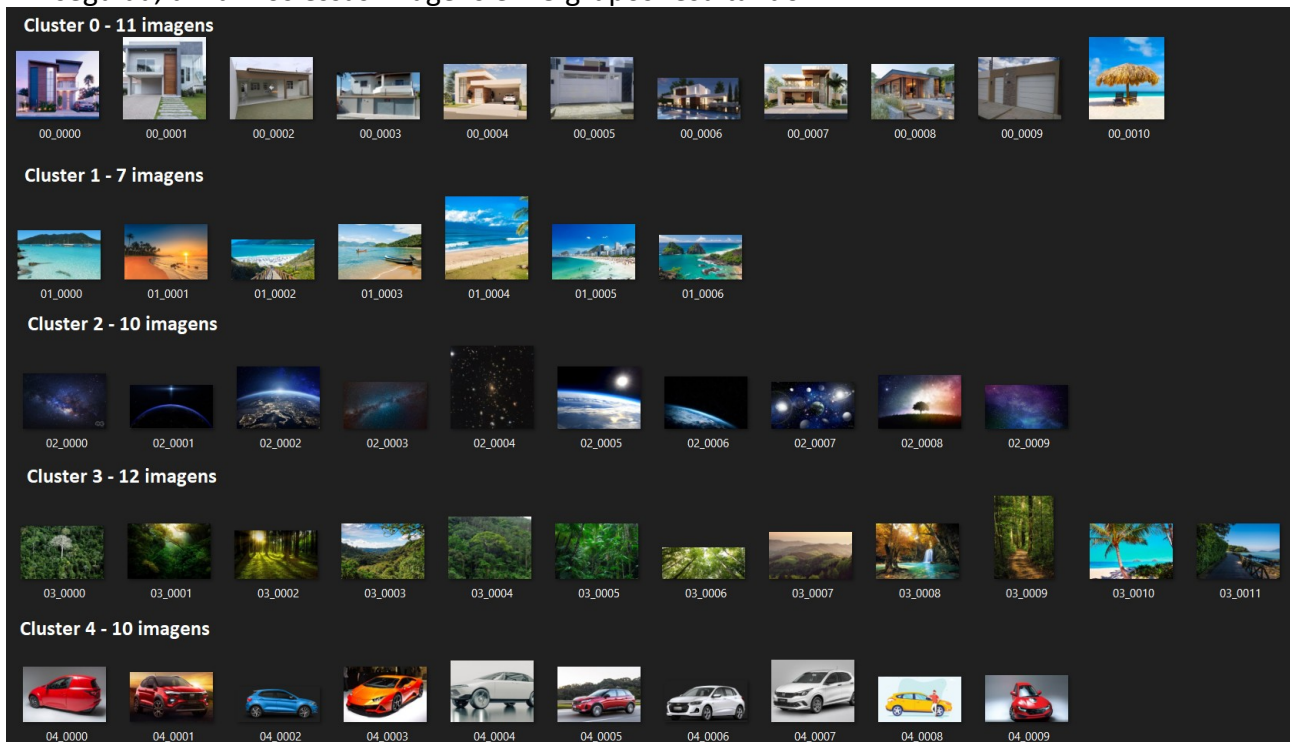 Cluster 0 - 11 imagens
00_0000 00_0001 00_0002 00_0003 00_0004 00_0005 00_0006 00_0007 00_0008 00_0009 00_0010
Cluster 1 - 7 imagens
01_0000 01_0001 01_0002 01_0003 01_0004 01_0005 01_0006
Cluster 2 - 10 imagens
02_0000 02_0001 02_0002 02_0003 02_0004 02_0005 02_0006 02_0007 02_0008 02_0009
Cluster 3 - 12 imagens
03_0000 03_0001 03_0002 03_0003 03_0004 03_0005 03_0006 03_0007 03_0008 03_0009 03_0010 03_0011
Cluster 4 - 10 imagens
04_0000 04_0001 04_0002 04_0003 04_0004 04_0005 04_0006 04_0007 04_0008 04_0009